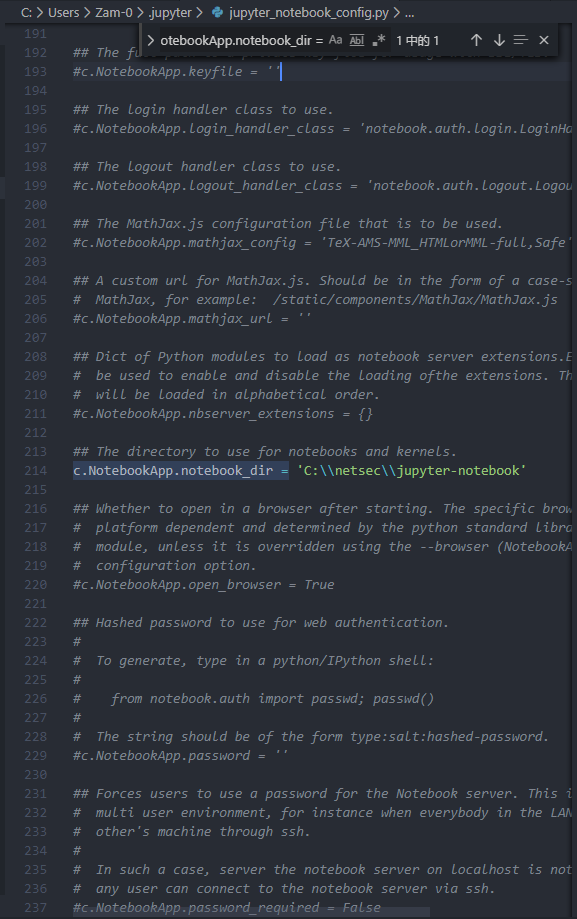 C: > Users > Zam-0 > .jupyter > jupyter_notebook_config.py > ...
otebookApp.notebook_dir = Aa Abl .* 1 中的 1
191
192 ## The
193 #c.NotebookApp.keyfile = ''
194
195 ## The login handler class to use.
196 #c.NotebookApp.login_handler_class = 'notebook.auth.login.LoginHa
197
198 ## The logout handler class to use.
199 #c.NotebookApp.logout_handler_class = 'notebook.auth.logout.Logou
200
201 ## The MathJax.js configuration file that is to be used.
202 #c.NotebookApp.mathjax_config = 'TeX-AMS-MML_HTMLorMML-full,Safe'
203
204 ## A custom url for MathJax.js. Should be in the form of a case-s
205 #  MathJax, for example:  /static/components/MathJax/MathJax.js
206 #c.NotebookApp.mathjax_url = ''
207
208 ## Dict of Python modules to load as notebook server extensions.E
209 #  be used to enable and disable the loading ofthe extensions. Th
210 #  will be loaded in alphabetical order.
211 #c.NotebookApp.nbserver_extensions = {}
212
213 ## The directory to use for notebooks and kernels.
214 c.NotebookApp.notebook_dir = 'C:\\netsec\\jupyter-notebook'
215
216 ## Whether to open in a browser after starting. The specific brow
217 #  platform dependent and determined by the python standard libra
218 #  module, unless it is overridden using the --browser (NotebookA
219 #  configuration option.
220 #c.NotebookApp.open_browser = True
221
222 ## Hashed password to use for web authentication.
223 #
224 #  To generate, type in a python/IPython shell:
225 #
226 #    from notebook.auth import passwd; passwd()
227 #
228 #  The string should be of the form type:salt:hashed-password.
229 #c.NotebookApp.password = ''
230
231 ## Forces users to use a password for the Notebook server. This i
232 #  multi user environment, for instance when everybody in the LAN
233 #  other's machine through ssh.
234 #
235 #  In such a case, server the notebook server on localhost is not
236 #  any user can connect to the notebook server via ssh.
237 #c.NotebookApp.password_required = False